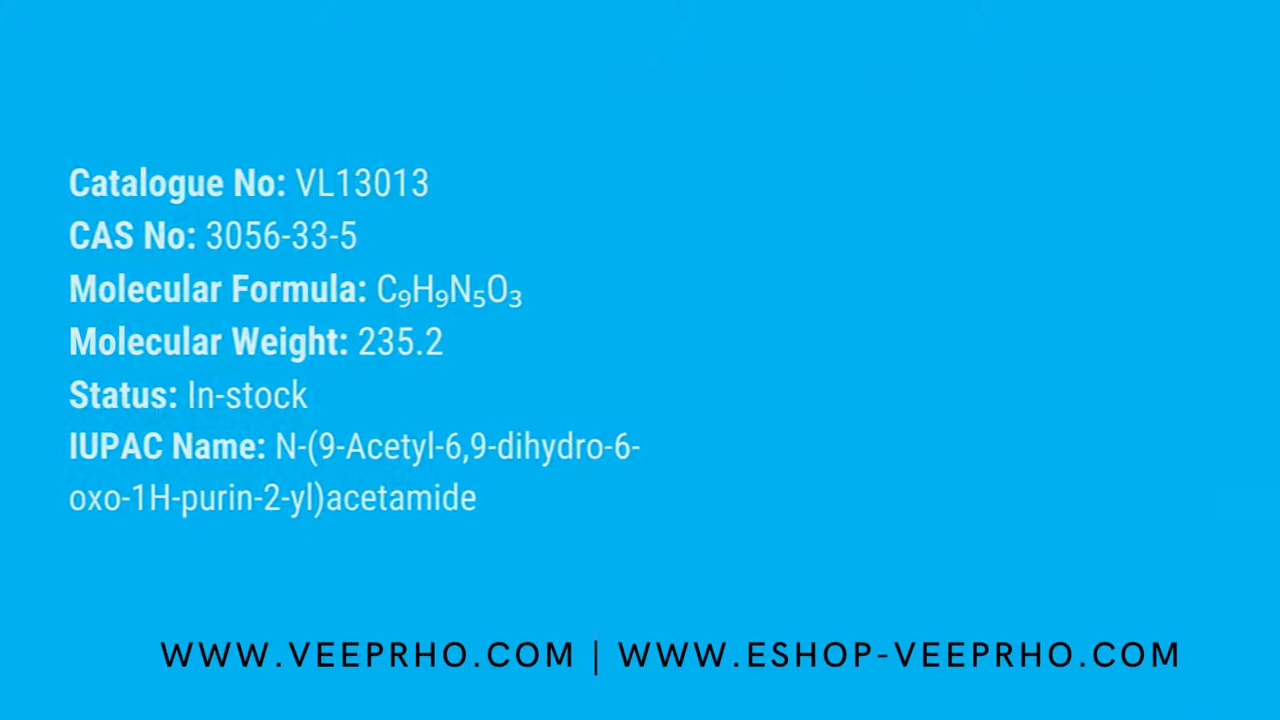 Catalogue No: VL13013
CAS No: 3056-33-5
Molecular Formula: C₉H₉N₅O₃
Molecular Weight: 235.2
Status: In-stock
IUPAC Name: N-(9-Acetyl-6,9-dihydro-6-
oxo-1H-purin-2-yl)acetamide
WWW.VEEPRHO.COM | WWW.ESHOP-VEEPRHO.COM